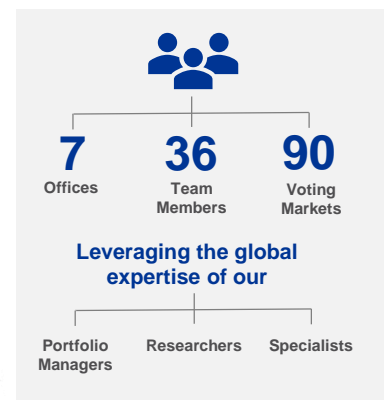 7 36 90
Offices Team Voting
Members Markets
Leveraging the global
expertise of our
Portfolio Researchers Specialists
Managers